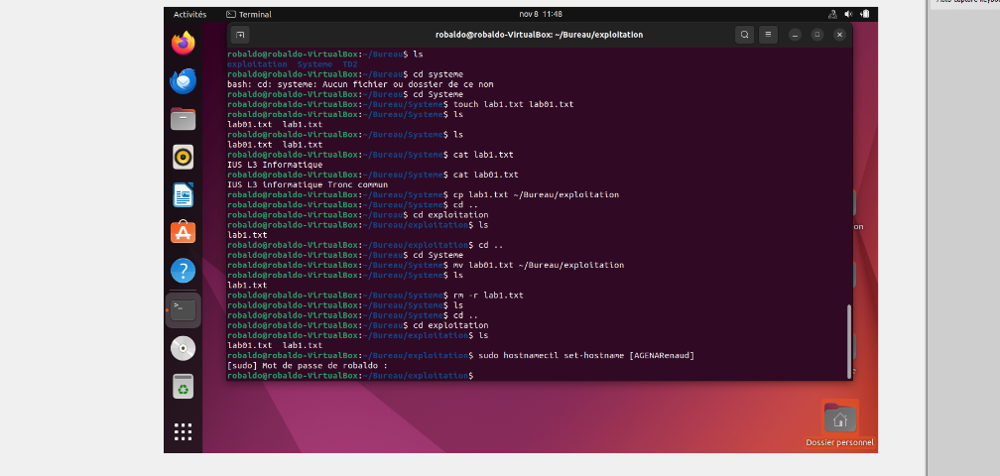 Activités Terminal nov 8 11:48
robaldo@robaldo-VirtualBox: ~/Bureau/exploitation
robaldo@robaldo-VirtualBox:~/Bureau$ ls
exploitation Systeme TD2
robaldo@robaldo-VirtualBox:~/Bureau$ cd systeme
bash: cd: systeme: Aucun fichier ou dossier de ce nom
robaldo@robaldo-VirtualBox:~/Bureau$ cd Systeme
robaldo@robaldo-VirtualBox:~/Bureau/Systeme$ touch lab1.txt lab01.txt
robaldo@robaldo-VirtualBox:~/Bureau/Systeme$ ls
lab01.txt lab1.txt
robaldo@robaldo-VirtualBox:~/Bureau/Systeme$ ls
lab01.txt lab1.txt
robaldo@robaldo-VirtualBox:~/Bureau/Systeme$ cat lab1.txt
IUS L3 Informatique
robaldo@robaldo-VirtualBox:~/Bureau/Systeme$ cat lab01.txt
IUS L3 informatique Tronc commun
robaldo@robaldo-VirtualBox:~/Bureau/Systeme$ cp lab1.txt ~/Bureau/exploitation
robaldo@robaldo-VirtualBox:~/Bureau/Systeme$ cd ..
robaldo@robaldo-VirtualBox:~/Bureau$ cd exploitation
robaldo@robaldo-VirtualBox:~/Bureau/exploitation$ ls
lab1.txt
robaldo@robaldo-VirtualBox:~/Bureau/exploitation$ cd ..
robaldo@robaldo-VirtualBox:~/Bureau$ cd Systeme
robaldo@robaldo-VirtualBox:~/Bureau/Systeme$ mv lab01.txt ~/Bureau/exploitation
robaldo@robaldo-VirtualBox:~/Bureau/Systeme$ ls
lab1.txt
robaldo@robaldo-VirtualBox:~/Bureau/Systeme$ rm -r lab1.txt
robaldo@robaldo-VirtualBox:~/Bureau/Systeme$ ls
robaldo@robaldo-VirtualBox:~/Bureau/Systeme$ cd ..
robaldo@robaldo-VirtualBox:~/Bureau$ cd exploitation
robaldo@robaldo-VirtualBox:~/Bureau/exploitation$ ls
lab01.txt lab1.txt
robaldo@robaldo-VirtualBox:~/Bureau/exploitation$ sudo hostnamectl set-hostname [AGENARenaud]
[sudo] Mot de passe de robaldo :
robaldo@robaldo-VirtualBox:~/Bureau/exploitation$
on
Dossier personnel